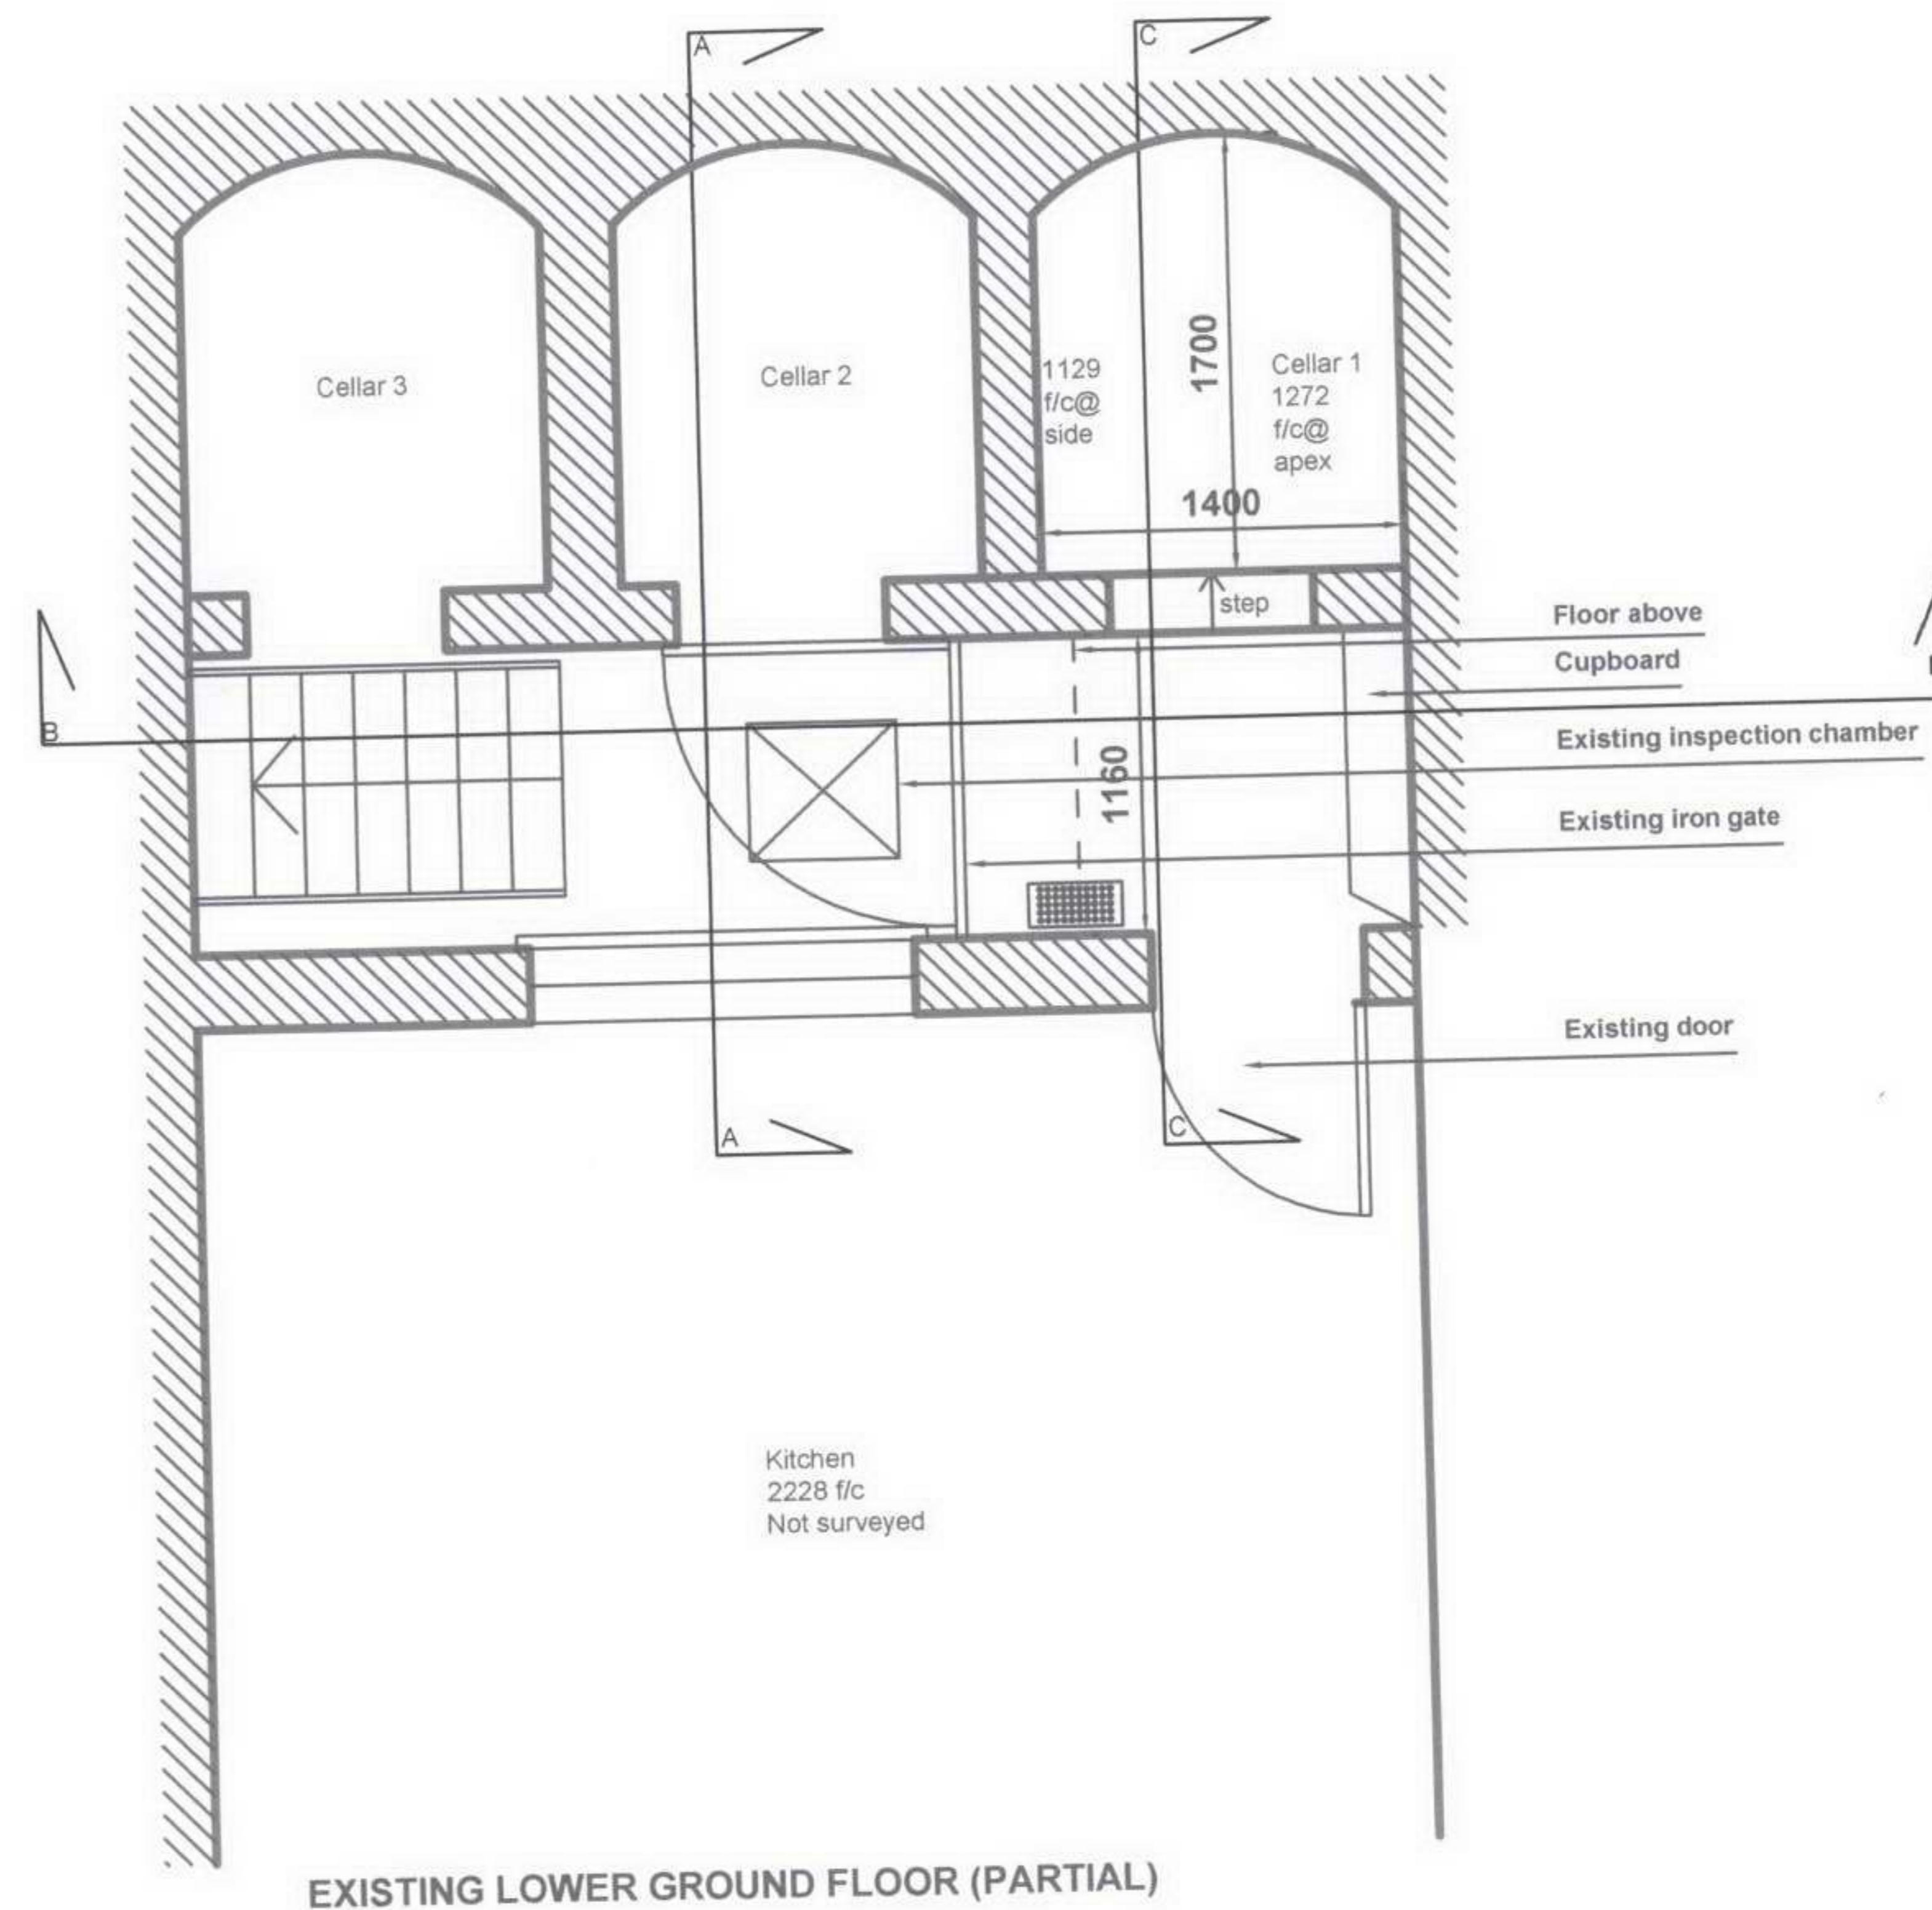 A
C
Cellar 3
Cellar 2
1129
f/c@
side
1700
Cellar 1
1272
f/c@
apex
1400
step
Floor above
Cupboard
B
Existing inspection chamber
1160
Existing iron gate
Existing door
A
C
Kitchen
2228 f/c
Not surveyed
EXISTING LOWER GROUND FLOOR (PARTIAL)